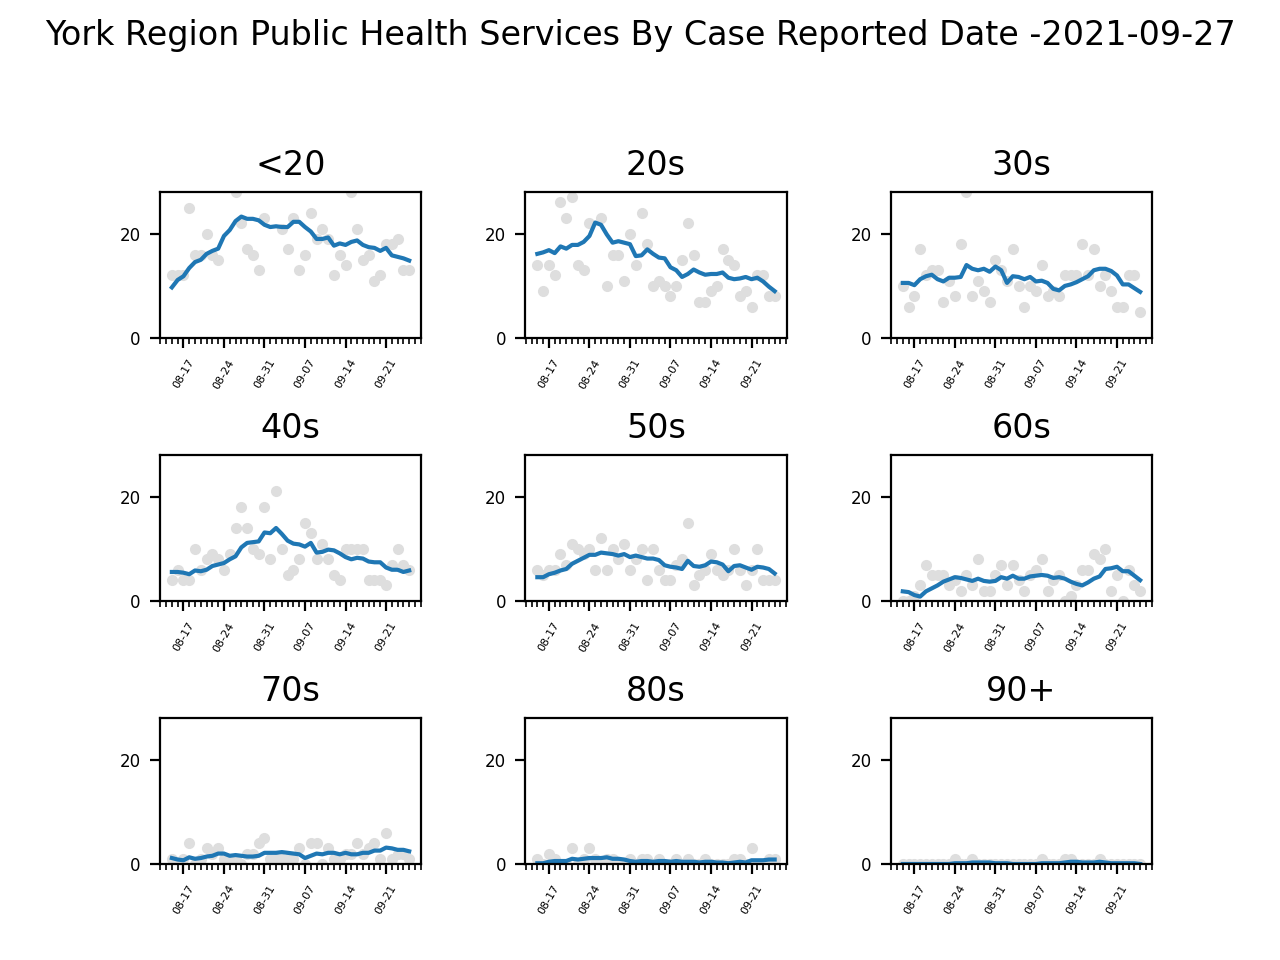 York Region Public Health Services By Case Reported Date -2021-09-27
<20 20s 30s
20 20 20
0 0 0
08-17 08-24 08-31 09-07 09-14 09-21 08-17 08-24 08-31 09-07 09-14 09-21 08-17 08-24 08-31 09-07 09-14 09-21
40s 50s 60s
20 20 20
0 0 0
08-17 08-24 08-31 09-07 09-14 09-21 08-17 08-24 08-31 09-07 09-14 09-21 08-17 08-24 08-31 09-07 09-14 09-21
70s 80s 90+
20 20 20
0 0 0
08-17 08-24 08-31 09-07 09-14 09-21 08-17 08-24 08-31 09-07 09-14 09-21 08-17 08-24 08-31 09-07 09-14 09-21